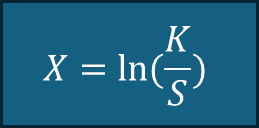 X = ln(K/S)